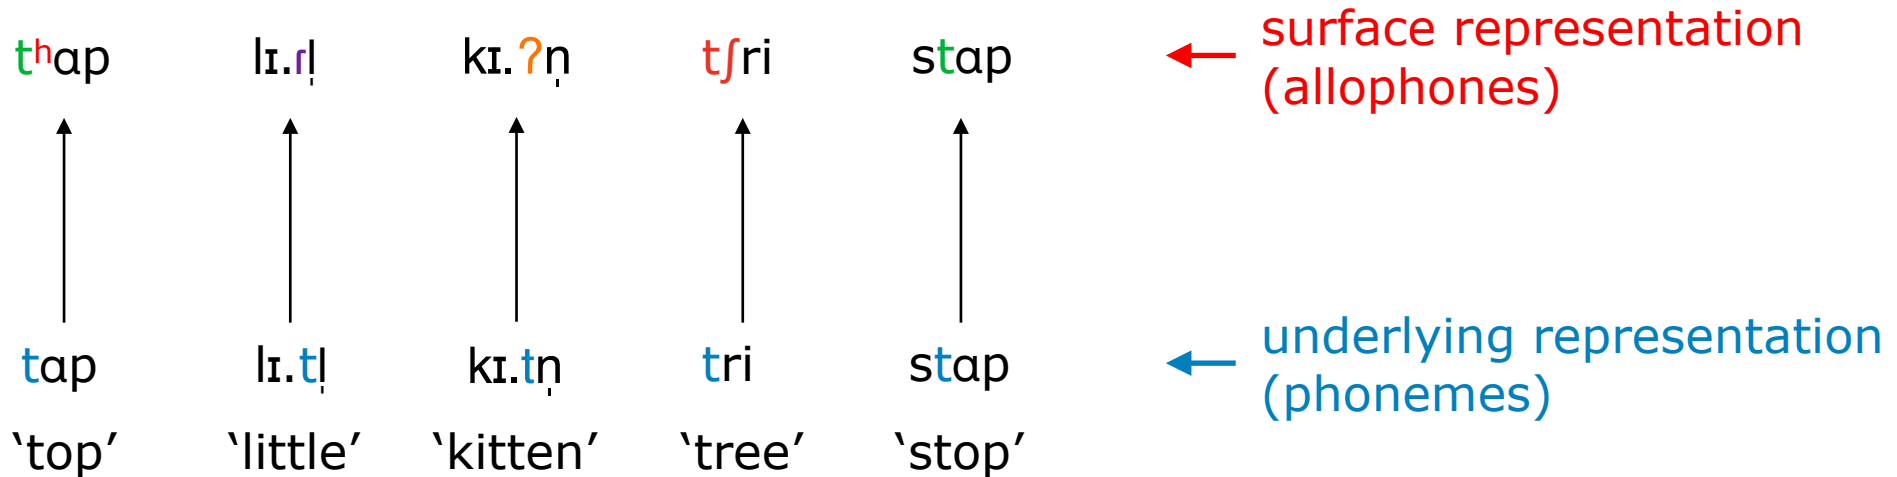 tʰɑp lɪ.ɾl̩ kɪ.ʔn̩ tʃri stɑp ← surface representation
(allophones)
tɑp lɪ.tl̩ kɪ.tn̩ tri stɑp ← underlying representation
(phonemes)
‘top’ ‘little’ ‘kitten’ ‘tree’ ‘stop’